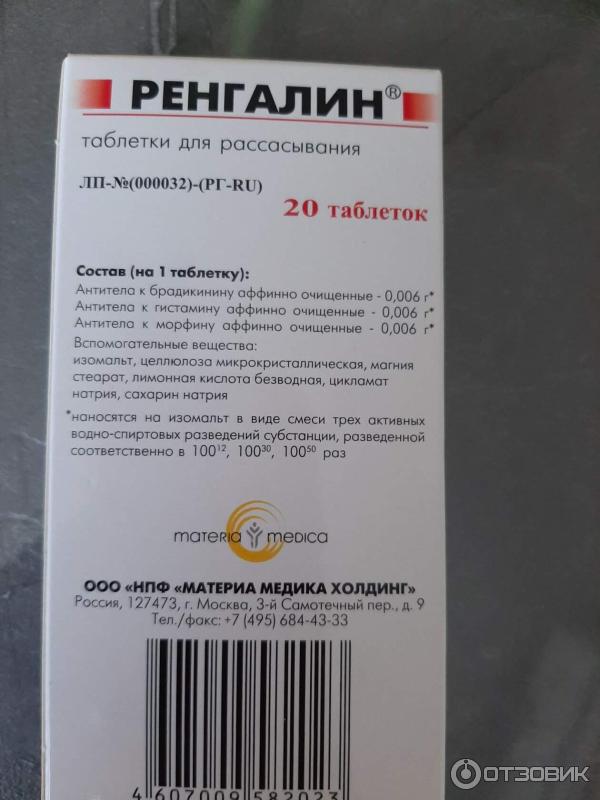 РЕНГАЛИН®
таблетки для рассасывания
ЛП-№(000032)-(РГ-RU)
20 таблеток
Состав (на 1 таблетку):
Антитела к брадикинину аффинно очищенные - 0,006 г*
Антитела к гистамину аффинно очищенные - 0,006 г*
Антитела к морфину аффинно очищенные - 0,006 г*
Вспомогательные вещества:
изомальт, целлюлоза микрокристаллическая, магния
стеарат, лимонная кислота безводная, цикламат
натрия, сахарин натрия
*наносятся на изомальт в виде смеси трех активных
водно-спиртовых разведений субстанции, разведенной
соответственно в 100¹², 100³⁰, 100⁵⁰ раз
materia medica
ООО «НПФ «МАТЕРИА МЕДИКА ХОЛДИНГ»
Россия, 127473, г. Москва, 3-й Самотечный пер., д. 9
Тел./факс: +7 (495) 684-43-33
4 607009 582023
ОТЗОВИК